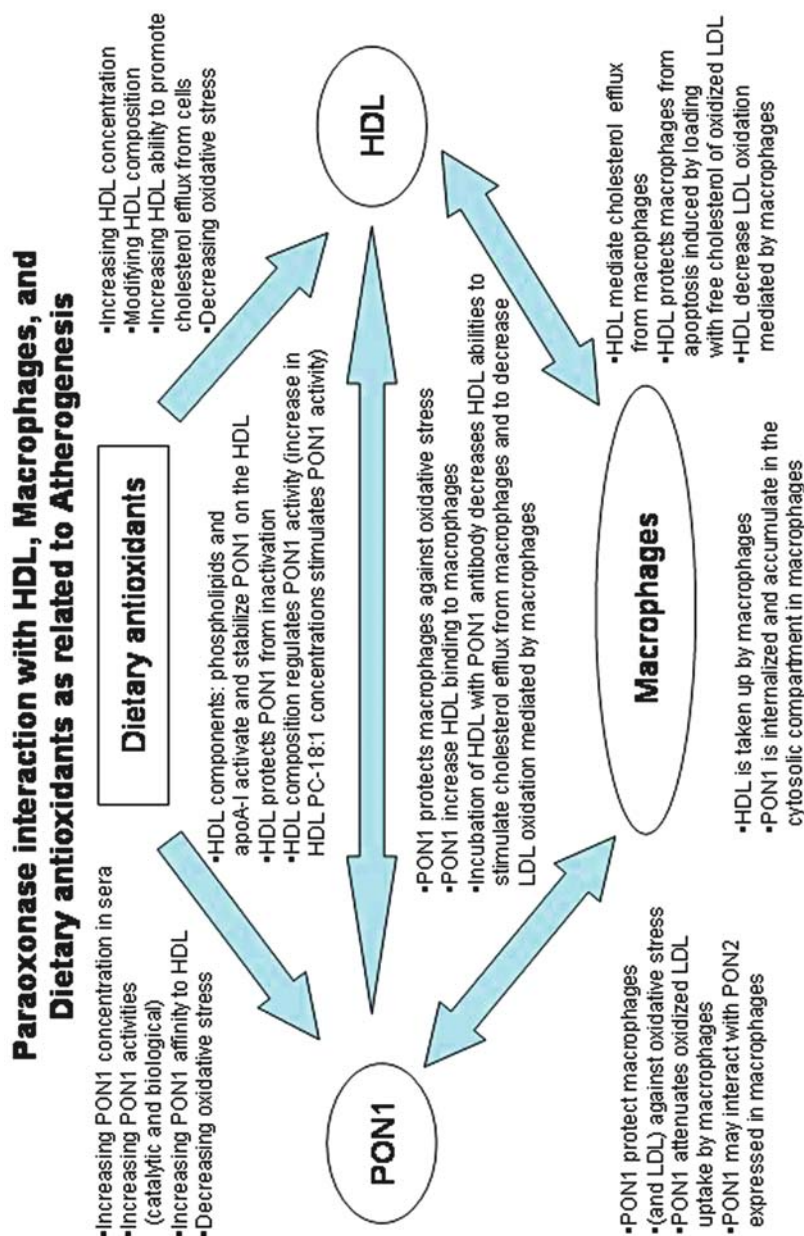 Paraoxonase interaction with HDL, Macrophages, and
Dietary antioxidants as related to Atherogenesis
▪Increasing PON1 concentration in sera
▪Increasing PON1 activities
(catalytic and biological)
▪Increasing PON1 affinity to HDL
▪Decreasing oxidative stress
Dietary antioxidants
▪Increasing HDL concentration
▪Modifying HDL composition
▪Increasing HDL ability to promote
cholesterol efflux from cells
▪Decreasing oxidative stress
▪HDL components: phospholipids and
apoA-I activate and stabilize PON1 on the HDL
▪HDL protects PON1 from inactivation
▪HDL composition regulates PON1 activity (increase in
HDL PC-18:1 concentrations stimulates PON1 activity)
PON1
HDL
▪PON1 protects macrophages against oxidative stress
▪PON1 increase HDL binding to macrophages
▪Incubation of HDL with PON1 antibody decreases HDL abilities to
stimulate cholesterol efflux from macrophages and to decrease
LDL oxidation mediated by macrophages
▪PON1 protect macrophages
▪(and LDL) against oxidative stress
▪PON1 attenuates oxidized LDL
uptake by macrophages
▪PON1 may interact with PON2
expressed in macrophages
Macrophages
▪HDL mediate cholesterol efflux
from macrophages
▪HDL protects macrophages from
apoptosis induced by loading
with free cholesterol of oxidized LDL
▪HDL decrease LDL oxidation
mediated by macrophages
▪HDL is taken up by macrophages
▪PON1 is internalized and accumulate in the
cytosolic compartment in macrophages